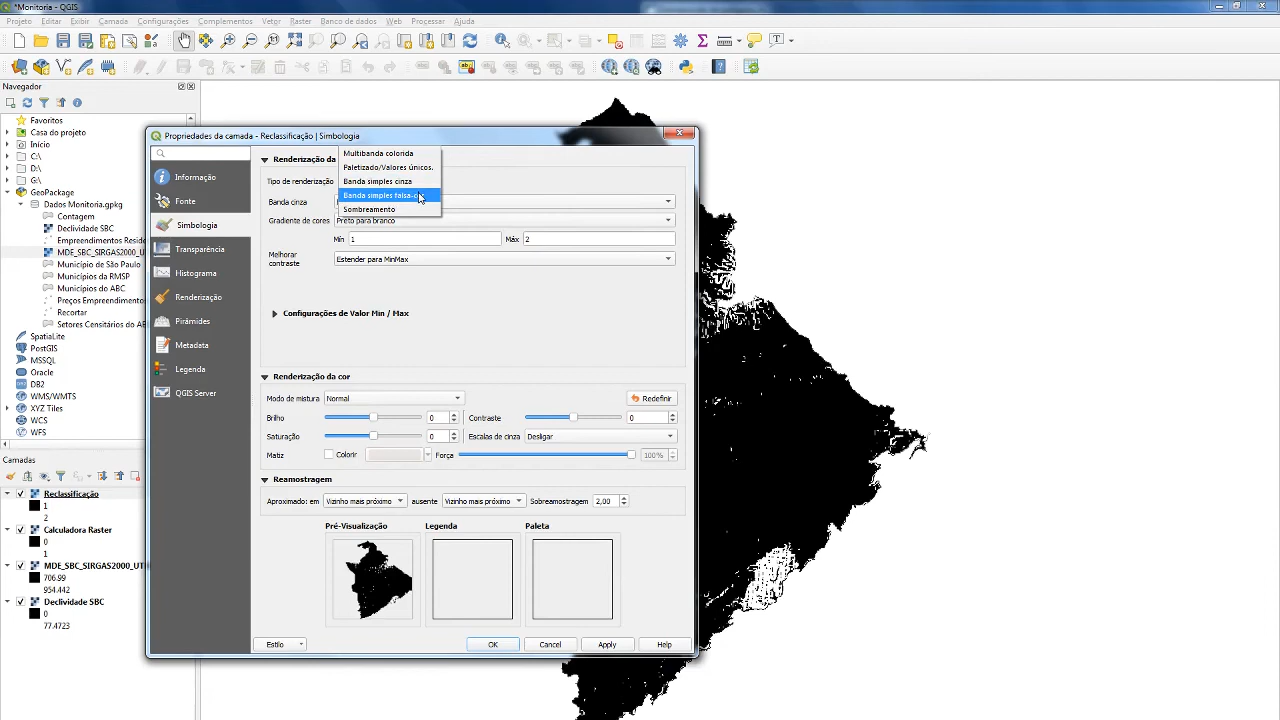 *Monitoria - QGIS
Projeto Editar Exibir Camada Configurações Complementos Vetor Raster Banco de dados Web Processar Ajuda
Navegador
Favoritos
Casa do projeto
Início
C:\
D:\
G:\
GeoPackage
Dados Monitoria.gpkg
Contagem
Declividade SBC
Empreendimentos Reside
MDE_SBC_SIRGAS2000_UT
Município de São Paulo
Municípios da RMSP
Municípios do ABC
Preços Empreendimento
Recortar
Setores Censitários do AB
SpatiaLite
PostGIS
MSSQL
Oracle
DB2
WMS/WMTS
XYZ Tiles
WCS
WFS
Camadas
Reclassificação
1
2
Calculadora Raster
0
1
MDE_SBC_SIRGAS2000_UT
706.99
954.442
Declividade SBC
0
77.4723
Propriedades da camada - Reclassificação | Simbologia
Informação
Fonte
Simbologia
Transparência
Histograma
Renderização
Pirâmides
Metadata
Legenda
QGIS Server
Renderização da
Tipo de renderização
Multibanda colorida
Paletizado/Valores únicos.
Banda simples cinza
Banda simples falsa-
Sombreamento
Banda cinza
Gradiente de cores Preto para branco
Mín 1 Máx 2
Melhorar contraste Estender para MinMax
Configurações de Valor Min / Max
Renderização da cor
Modo de mistura Normal Redefinir
Brilho 0 Contraste 0
Saturação 0 Escalas de cinza Desligar
Matiz Colorir Força 100%
Reamostragem
Aproximado: em Vizinho mais próximo ausente Vizinho mais próximo Sobreamostragem 2,00
Pré-Visualização Legenda Paleta
Estilo OK Cancel Apply Help